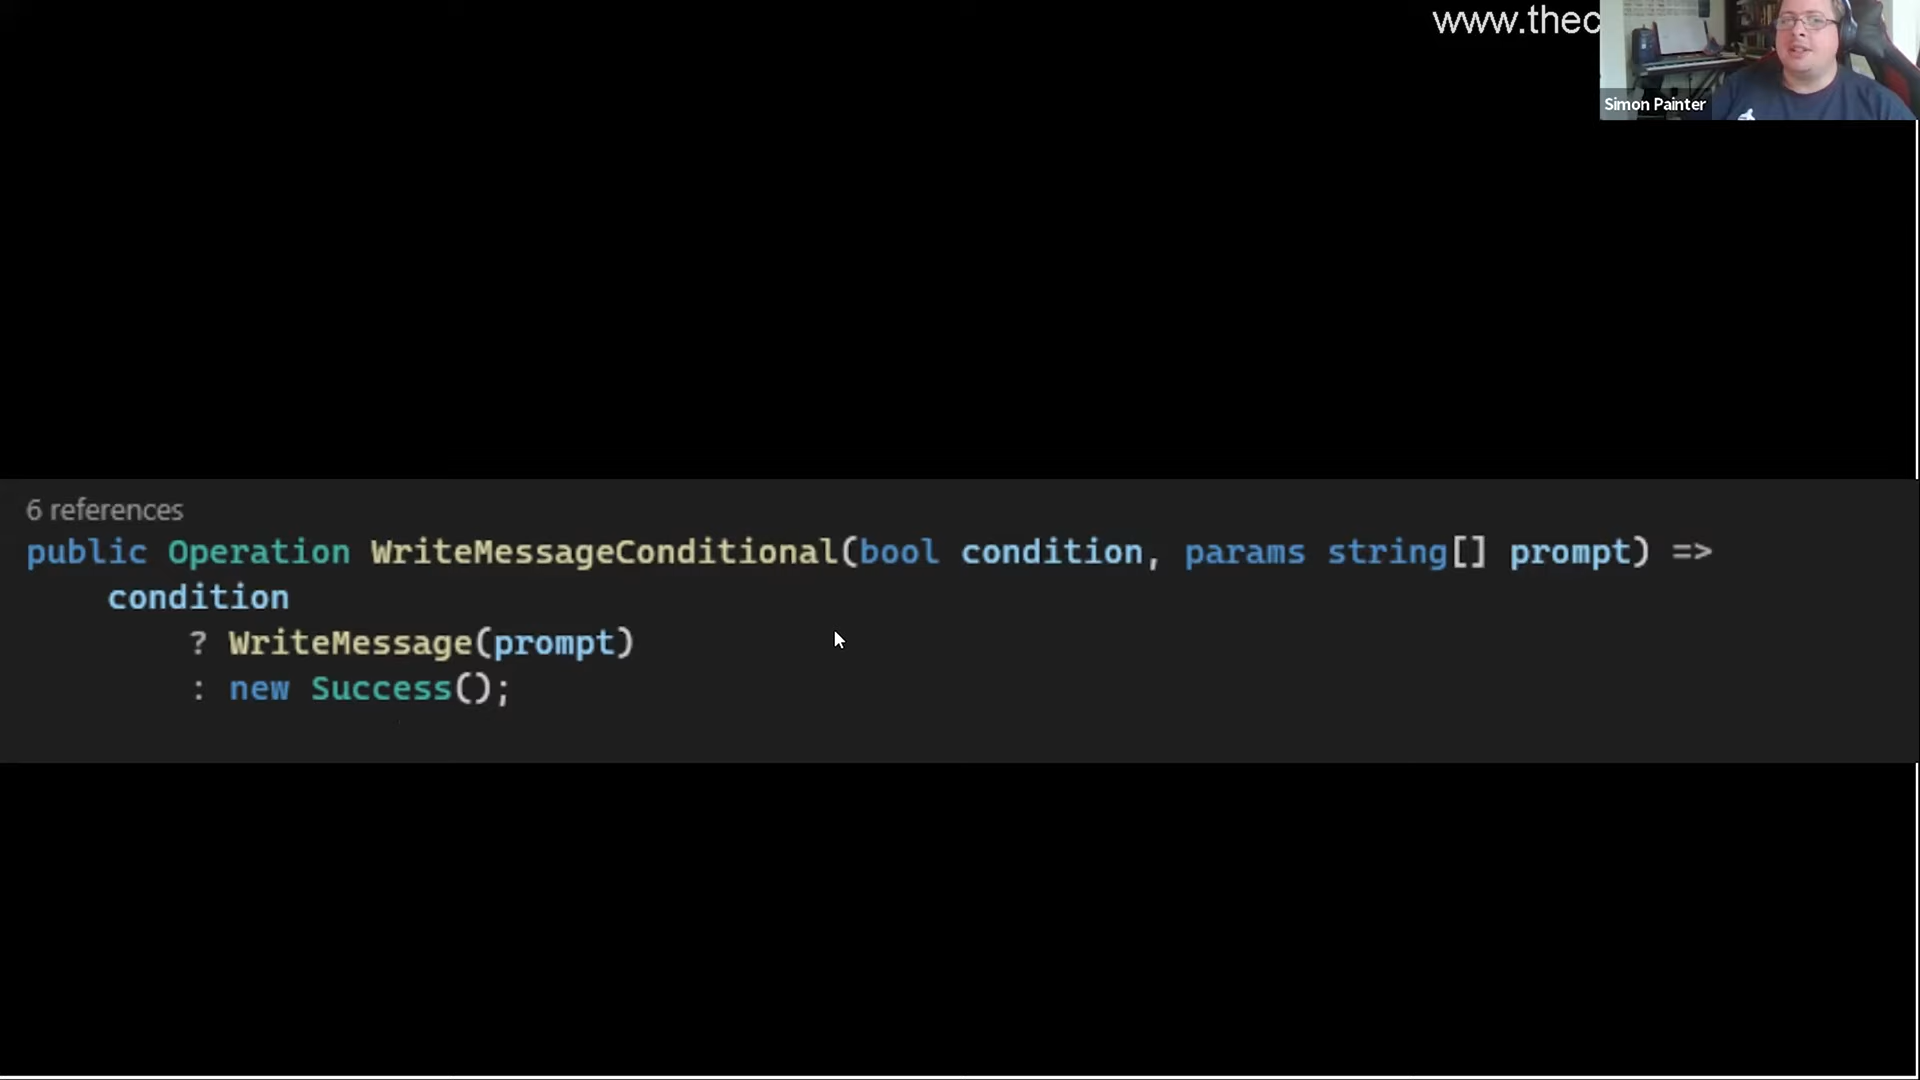 www.thec
Simon Painter
6 references
public Operation WriteMessageConditional(bool condition, params string[] prompt) =>
condition
? WriteMessage(prompt)
: new Success();